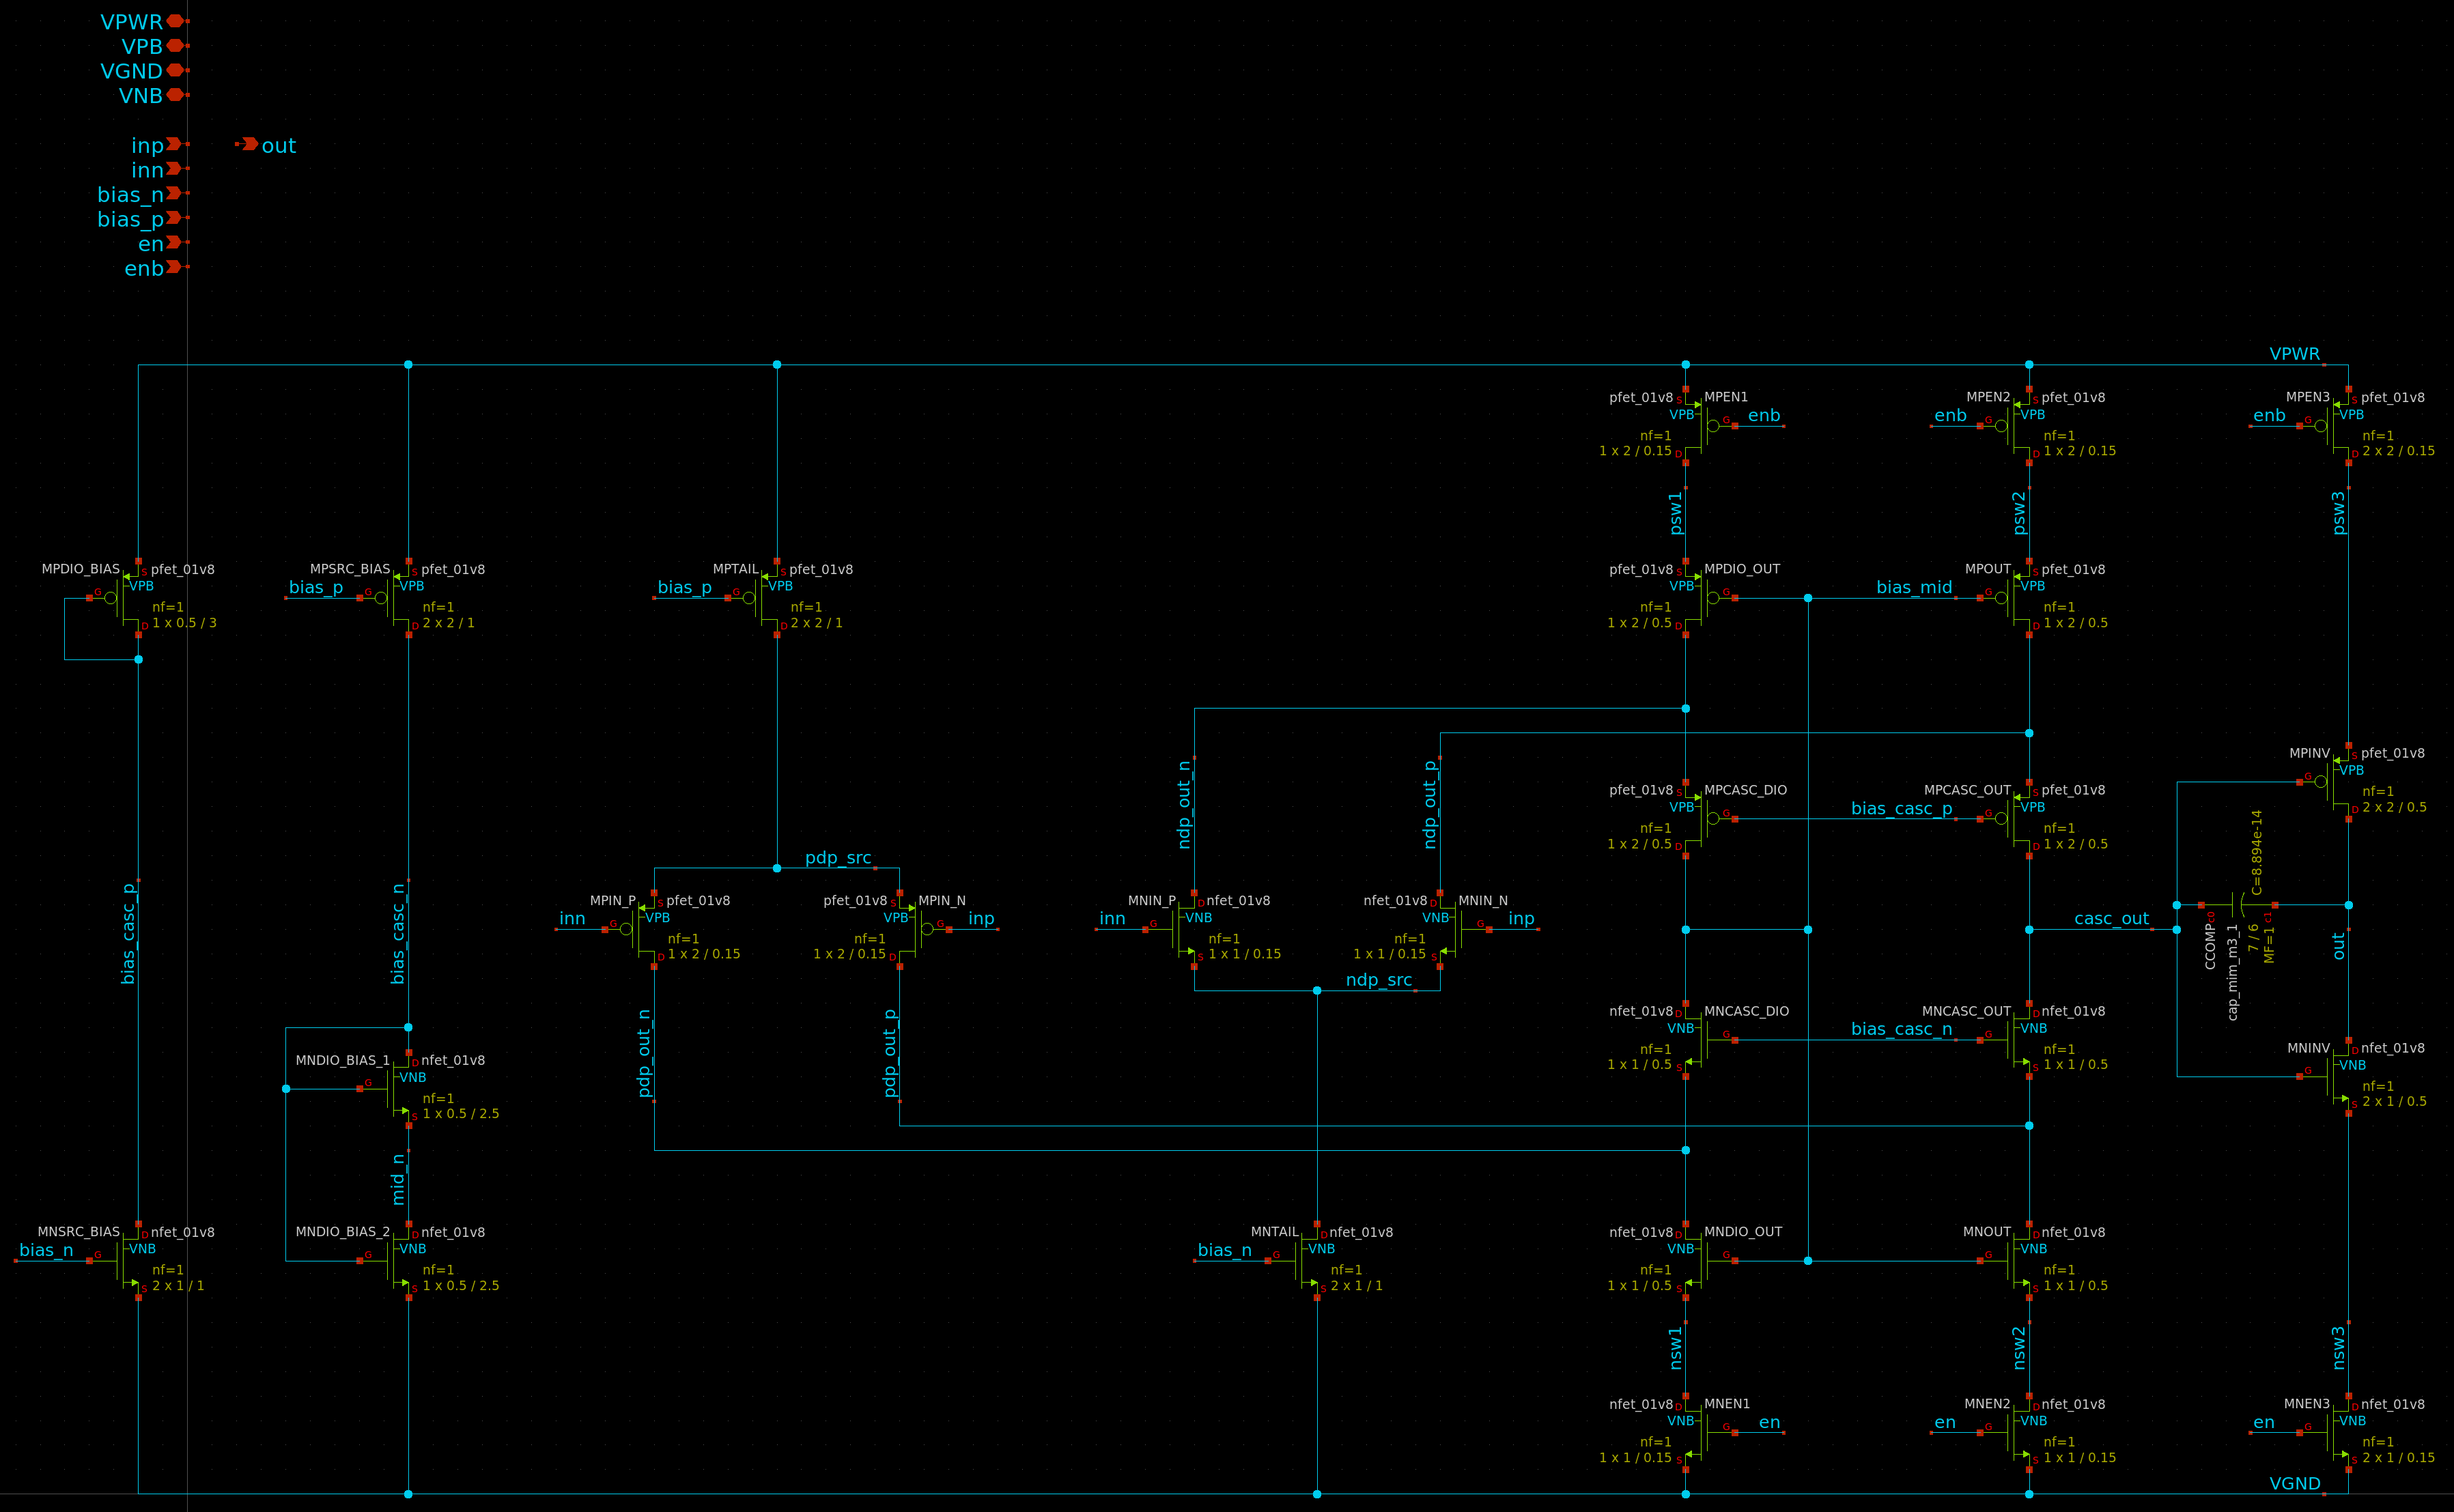 VPWR
VPB
VGND
VNB
inp
out
inn
bias_n
bias_p
en
enb
VPWR
pfet_01v8
MPEN1
VPB
G
S
D
enb
nf=1
1 x 2 / 0.15
MPEN2
pfet_01v8
VPB
G
S
D
enb
nf=1
1 x 2 / 0.15
MPEN3
pfet_01v8
VPB
G
S
D
enb
nf=1
2 x 2 / 0.15
psw1
psw2
psw3
MPDIO_BIAS
pfet_01v8
VPB
G
S
D
nf=1
1 x 0.5 / 3
MPSRC_BIAS
pfet_01v8
VPB
bias_p
G
S
D
nf=1
2 x 2 / 1
MPTAIL
pfet_01v8
VPB
bias_p
G
S
D
nf=1
2 x 2 / 1
pfet_01v8
MPDIO_OUT
VPB
G
S
D
nf=1
1 x 2 / 0.5
bias_mid
MPOUT
pfet_01v8
VPB
G
S
D
nf=1
1 x 2 / 0.5
ndp_out_n
ndp_out_p
pfet_01v8
MPCASC_DIO
VPB
G
S
D
nf=1
1 x 2 / 0.5
bias_casc_p
MPCASC_OUT
pfet_01v8
VPB
G
S
D
nf=1
1 x 2 / 0.5
MPINV
pfet_01v8
VPB
G
S
D
nf=1
2 x 2 / 0.5
bias_casc_p
bias_casc_n
pdp_src
MPIN_P
pfet_01v8
VPB
inn
G
S
D
nf=1
1 x 2 / 0.15
pfet_01v8
MPIN_N
VPB
inp
G
S
D
nf=1
1 x 2 / 0.15
MNIN_P
nfet_01v8
VNB
inn
G
D
S
nf=1
1 x 1 / 0.15
nfet_01v8
MNIN_N
VNB
inp
G
D
S
nf=1
1 x 1 / 0.15
ndp_src
casc_out
CCOMP
c0
cap_mim_m3_1
C=8.894e-14
7 / 6
MF=1
c1
out
pdp_out_n
pdp_out_p
MNDIO_BIAS_1
nfet_01v8
VNB
G
D
S
nf=1
1 x 0.5 / 2.5
nfet_01v8
MNCASC_DIO
VNB
G
D
S
nf=1
1 x 1 / 0.5
bias_casc_n
MNCASC_OUT
nfet_01v8
VNB
G
D
S
nf=1
1 x 1 / 0.5
MNINV
nfet_01v8
VNB
G
D
S
nf=1
2 x 1 / 0.5
mid_n
MNSRC_BIAS
nfet_01v8
VNB
bias_n
G
D
S
nf=1
2 x 1 / 1
MNDIO_BIAS_2
nfet_01v8
VNB
G
D
S
nf=1
1 x 0.5 / 2.5
MNTAIL
nfet_01v8
VNB
bias_n
G
D
S
nf=1
2 x 1 / 1
nfet_01v8
MNDIO_OUT
VNB
G
D
S
nf=1
1 x 1 / 0.5
MNOUT
nfet_01v8
VNB
G
D
S
nf=1
1 x 1 / 0.5
nsw1
nsw2
nsw3
nfet_01v8
MNEN1
VNB
G
D
S
en
nf=1
1 x 1 / 0.15
MNEN2
nfet_01v8
VNB
G
D
S
en
nf=1
1 x 1 / 0.15
MNEN3
nfet_01v8
VNB
G
D
S
en
nf=1
2 x 1 / 0.15
VGND